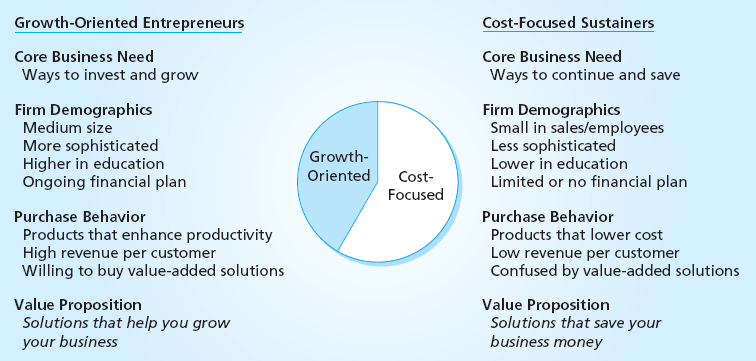 Growth-Oriented Entrepreneurs
Core Business Need
Ways to invest and grow
Firm Demographics
Medium size
More sophisticated
Higher in education
Ongoing financial plan
Purchase Behavior
Products that enhance productivity
High revenue per customer
Willing to buy value-added solutions
Value Proposition
Solutions that help you grow
your business
Growth-
Oriented
Cost-
Focused
Cost-Focused Sustainers
Core Business Need
Ways to continue and save
Firm Demographics
Small in sales/employees
Less sophisticated
Lower in education
Limited or no financial plan
Purchase Behavior
Products that lower cost
Low revenue per customer
Confused by value-added solutions
Value Proposition
Solutions that save your
business money